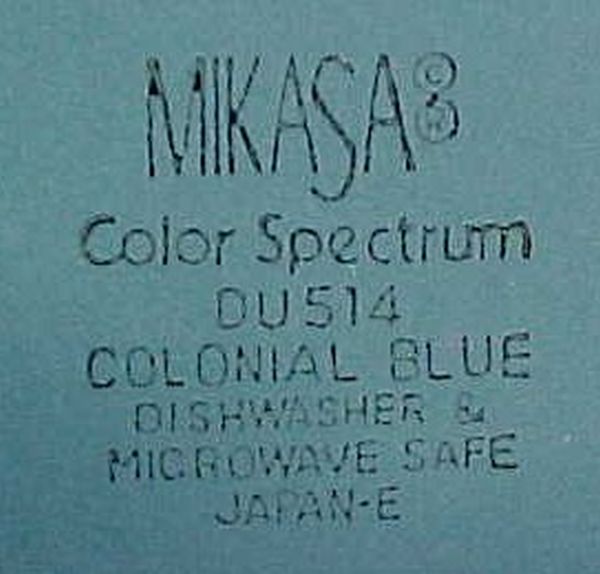 MIKASA©®
Color Spectrum
DU514
COLONIAL BLUE
DISHWASHER &
MICROWAVE SAFE
JAPAN-E